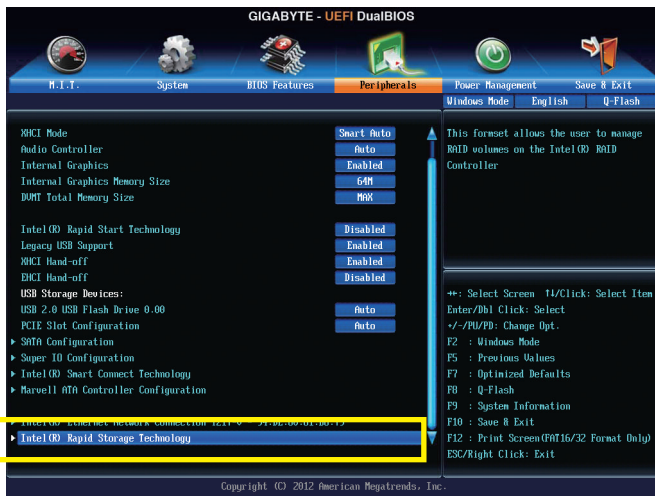 GIGABYTE - UEFI DualBIOS
M.I.T.
System
BIOS Features
Peripherals
Power Management
Save & Exit
Windows Mode
English
Q-Flash
XHCI Mode Smart Auto
Audio Controller Auto
Internal Graphics Enabled
Internal Graphics Memory Size 64M
DVMT Total Memory Size MAX
Intel(R) Rapid Start Technology Disabled
Legacy USB Support Enabled
XHCI Hand-off Enabled
EHCI Hand-off Disabled
USB Storage Devices:
USB 2.0 USB Flash Drive 0.00 Auto
PCIE Slot Configuration Auto
SATA Configuration
Super IO Configuration
Intel(R) Smart Connect Technology
Marvell ATA Controller Configuration
Intel(R) Ethernet Network Connection
Intel(R) Rapid Storage Technology
This formset allows the user to manage
RAID volumes on the Intel(R) RAID
Controller
↔: Select Screen ↑↓/Click: Select Item
Enter/Dbl Click: Select
+/-/PU/PD: Change Opt.
F2 : Windows Mode
F5 : Previous Values
F7 : Optimized Defaults
F8 : Q-Flash
F9 : System Information
F10 : Save & Exit
F12 : Print Screen(FAT16/32 Format Only)
ESC/Right Click: Exit
Copyright (C) 2012 American Megatrends, Inc.